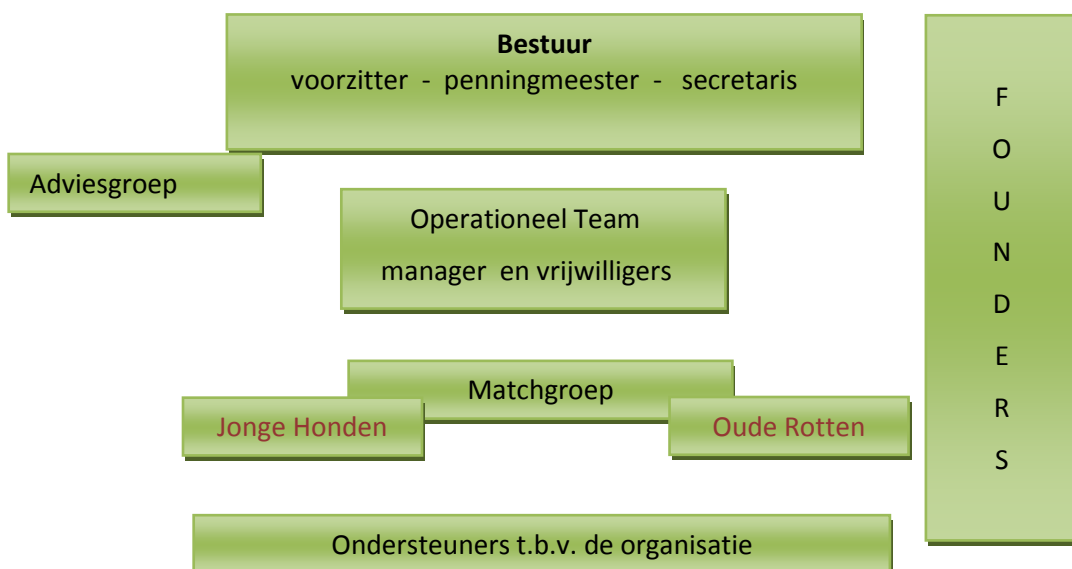 Bestuur
voorzitter - penningmeester - secretaris
Adviesgroep
Operationeel Team
manager en vrijwilligers
Matchgroep
Jonge Honden
Oude Rotten
Ondersteuners t.b.v. de organisatie
F
O
U
N
D
E
R
S